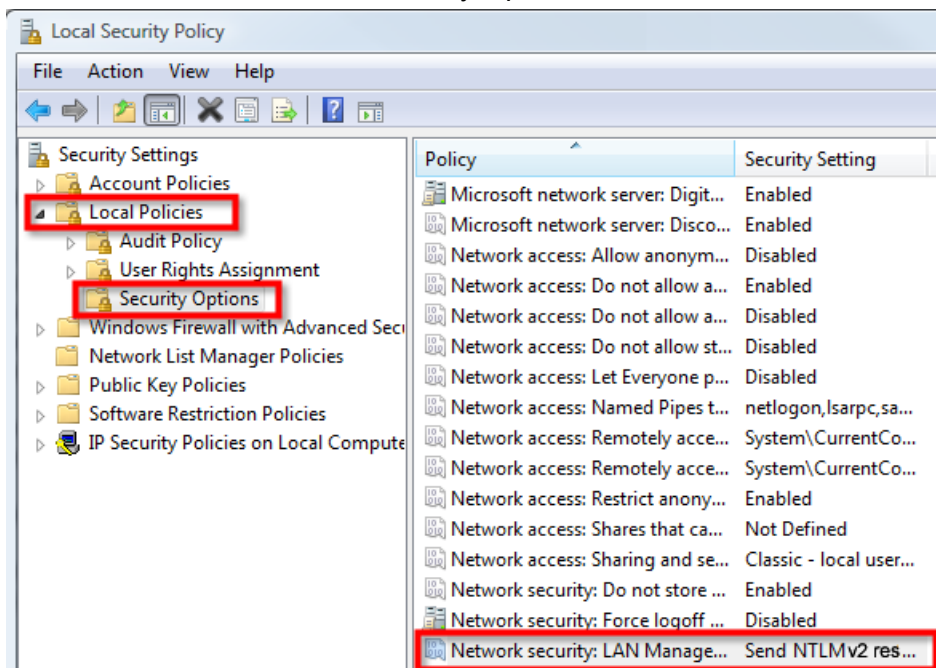 Local Security Policy
File Action View Help
Security Settings
Account Policies
Local Policies
Audit Policy
User Rights Assignment
Security Options
Windows Firewall with Advanced Secu
Network List Manager Policies
Public Key Policies
Software Restriction Policies
IP Security Policies on Local Compute
Policy Security Setting
Microsoft network server: Digit... Enabled
Microsoft network server: Disco... Enabled
Network access: Allow anonym... Disabled
Network access: Do not allow a... Enabled
Network access: Do not allow a... Disabled
Network access: Do not allow st... Disabled
Network access: Let Everyone p... Disabled
Network access: Named Pipes t... netlogon,lsarpc,sa...
Network access: Remotely acce... System\CurrentCo...
Network access: Remotely acce... System\CurrentCo...
Network access: Restrict anony... Enabled
Network access: Shares that ca... Not Defined
Network access: Sharing and se... Classic - local user...
Network security: Do not store ... Enabled
Network security: Force logoff ... Disabled
Network security: LAN Manage... Send NTLMv2 res...